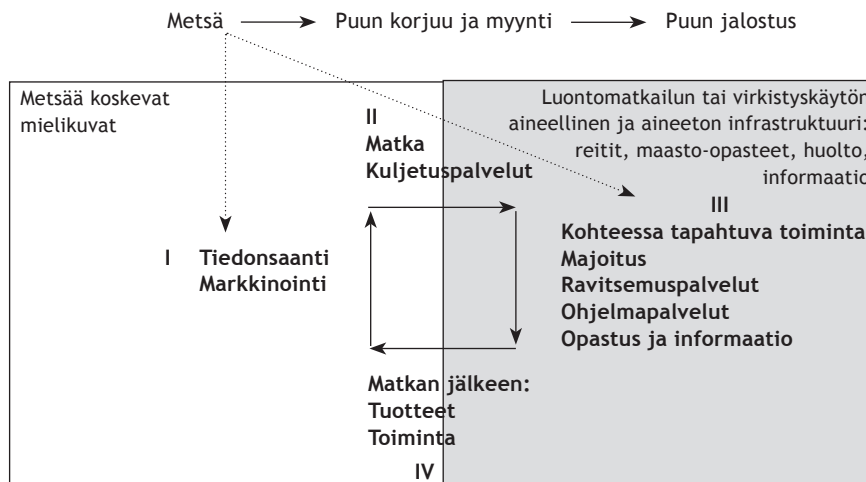 Metsä Puun korjuu ja myynti Puun jalostus
Metsää koskevat
mielikuvat
II
Matka
Kuljetuspalvelut
Luontomatkailun tai virkistyskäytön
aineellinen ja aineeton infrastruktuuri:
reitit, maasto-opasteet, huolto,
informaatio
I Tiedonsaanti
Markkinointi
III
Kohteessa tapahtuva toiminta
Majoitus
Ravitsemuspalvelut
Ohjelmapalvelut
Opastus ja informaatio
Matkan jälkeen:
Tuotteet
Toiminta
IV